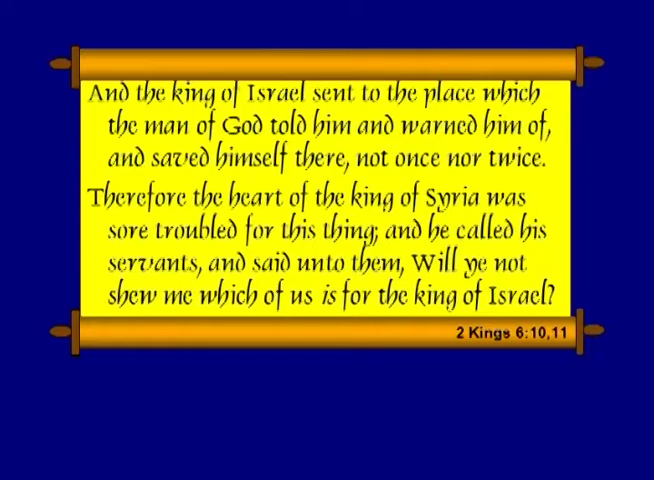 And the king of Israel sent to the place which
the man of God told him and warned him of,
and saved himself there, not once nor twice.
Therefore the heart of the king of Syria was
sore troubled for this thing; and he called his
servants, and said unto them, Will ye not
shew me which of us is for the king of Israel?
2 Kings 6:10,11